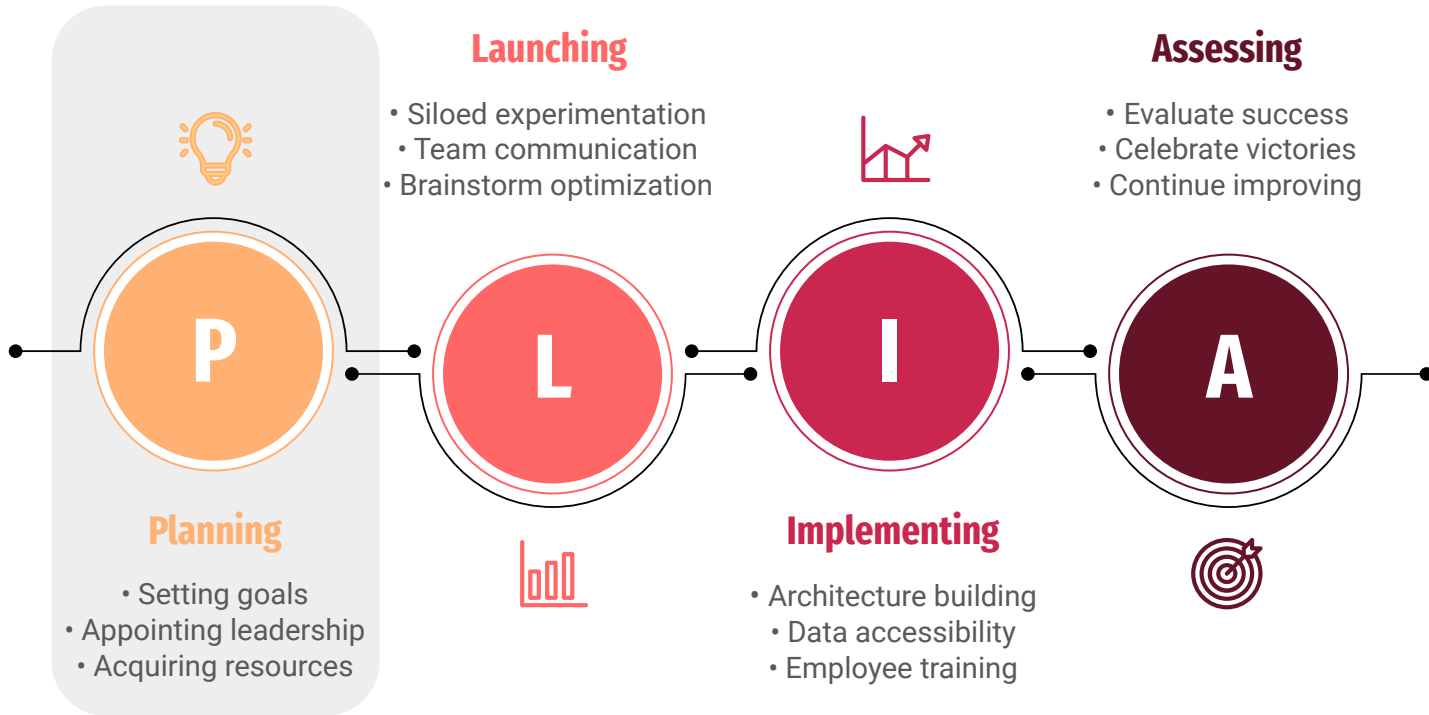 P
Planning
• Setting goals
• Appointing leadership
• Acquiring resources
Launching
• Siloed experimentation
• Team communication
• Brainstorm optimization
L
I
Implementing
• Architecture building
• Data accessibility
• Employee training
Assessing
• Evaluate success
• Celebrate victories
• Continue improving
A